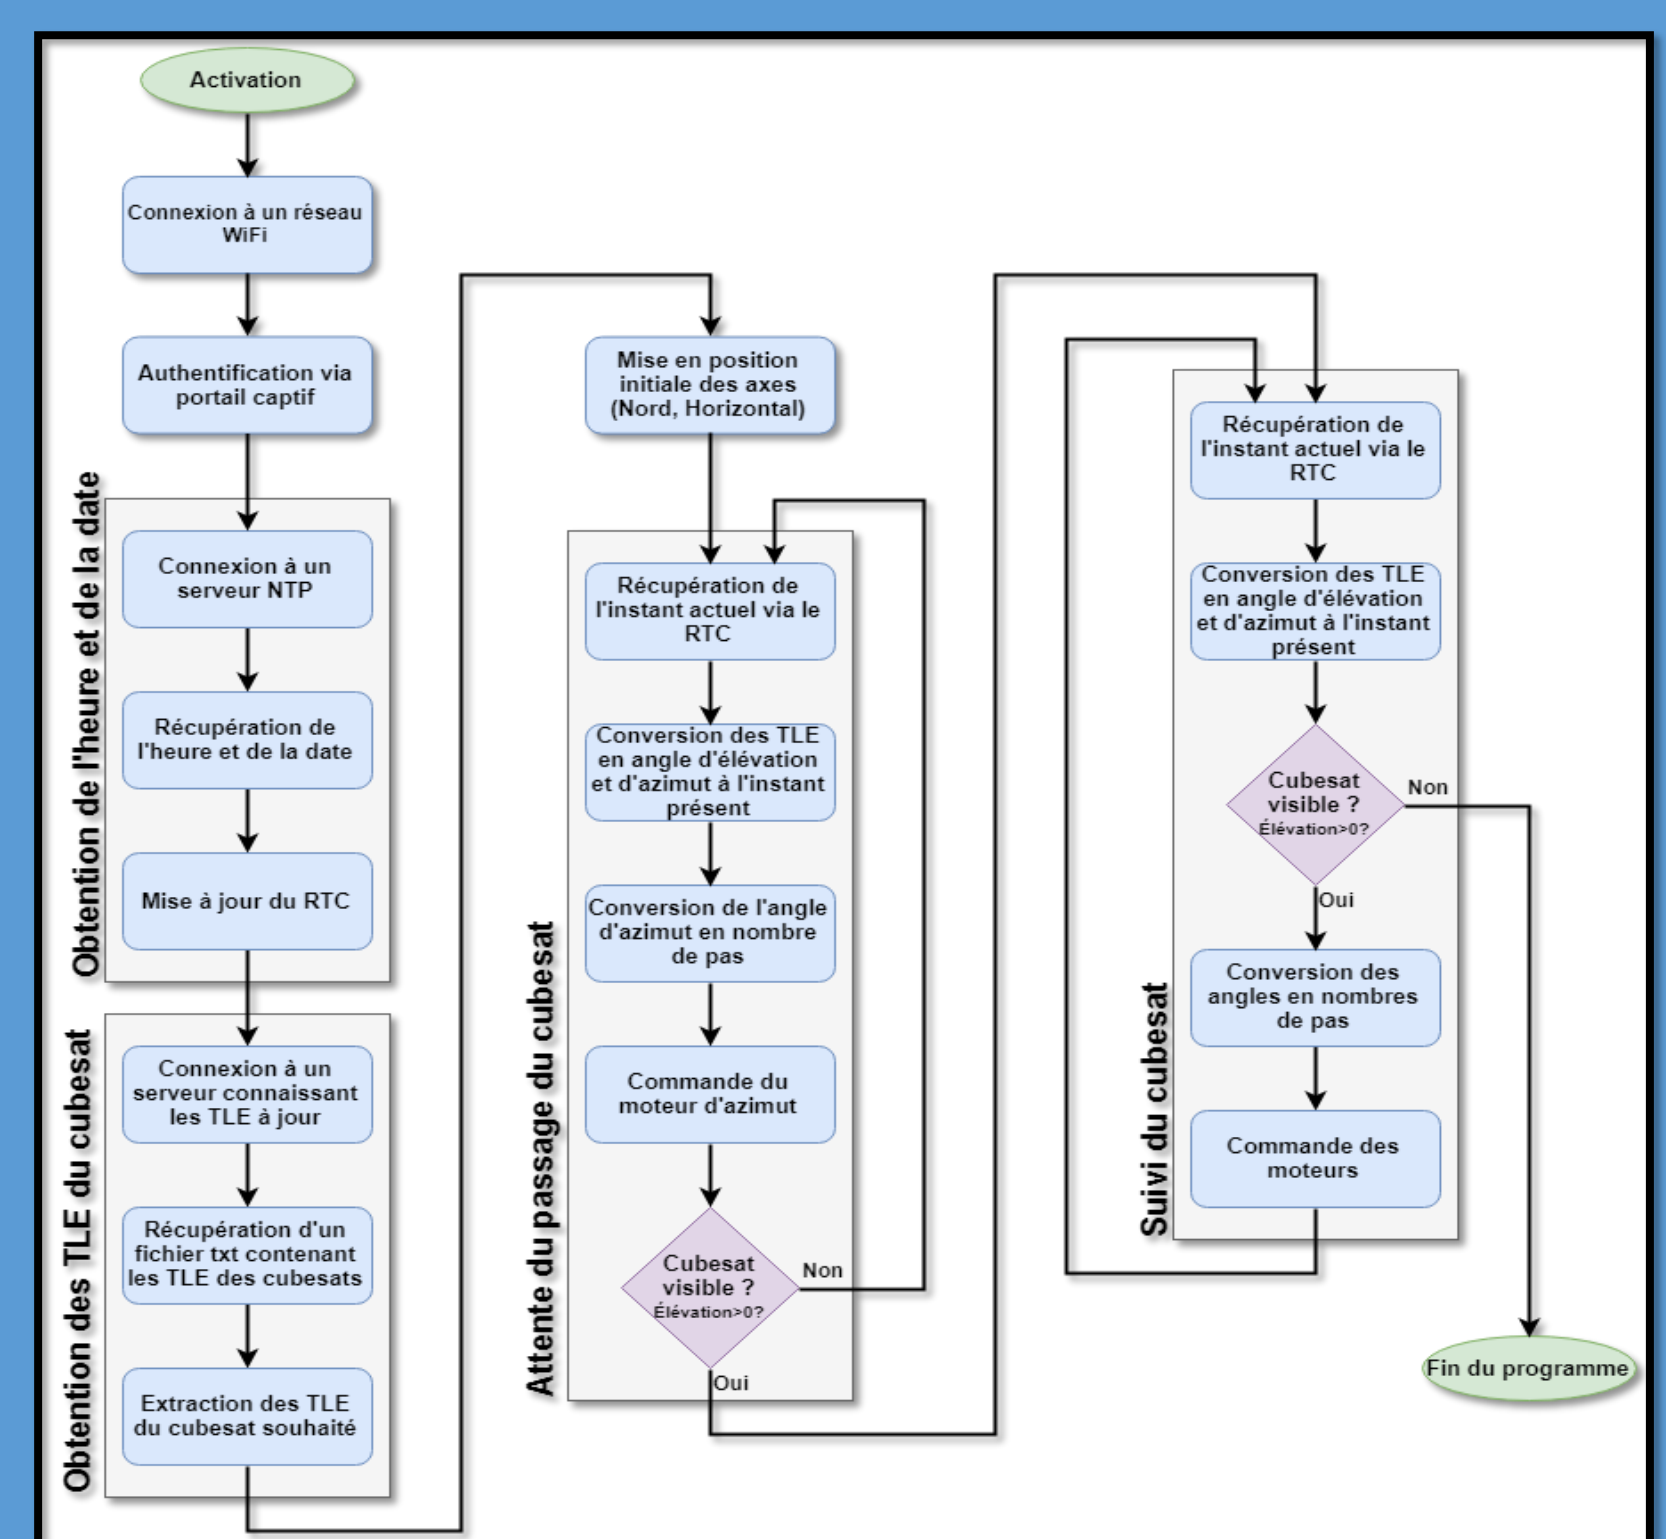 Activation
Connexion à un réseau
WiFi
Authentification via
portail captif
Obtention de l'heure et de la date
Connexion à un
serveur NTP
Récupération de
l'heure et de la date
Mise à jour du RTC
Obtention des TLE du cubesat
Connexion à un
serveur connaissant
les TLE à jour
Récupération d'un
fichier txt contenant
les TLE des cubesats
Extraction des TLE
du cubesat souhaité
Mise en position
initiale des axes
(Nord, Horizontal)
Attente du passage du cubesat
Récupération de
l'instant actuel via le
RTC
Conversion des TLE
en angle d'élévation
et d'azimut à l'instant
présent
Conversion de l'angle
d'azimut en nombre
de pas
Commande du
moteur d'azimut
Cubesat
visible ?
Élévation>0?
Non
Oui
Suivi du cubesat
Récupération de
l'instant actuel via le
RTC
Conversion des TLE
en angle d'élévation
et d'azimut à l'instant
présent
Cubesat
visible ?
Élévation>0?
Non
Oui
Conversion des
angles en nombres
de pas
Commande des
moteurs
Fin du programme